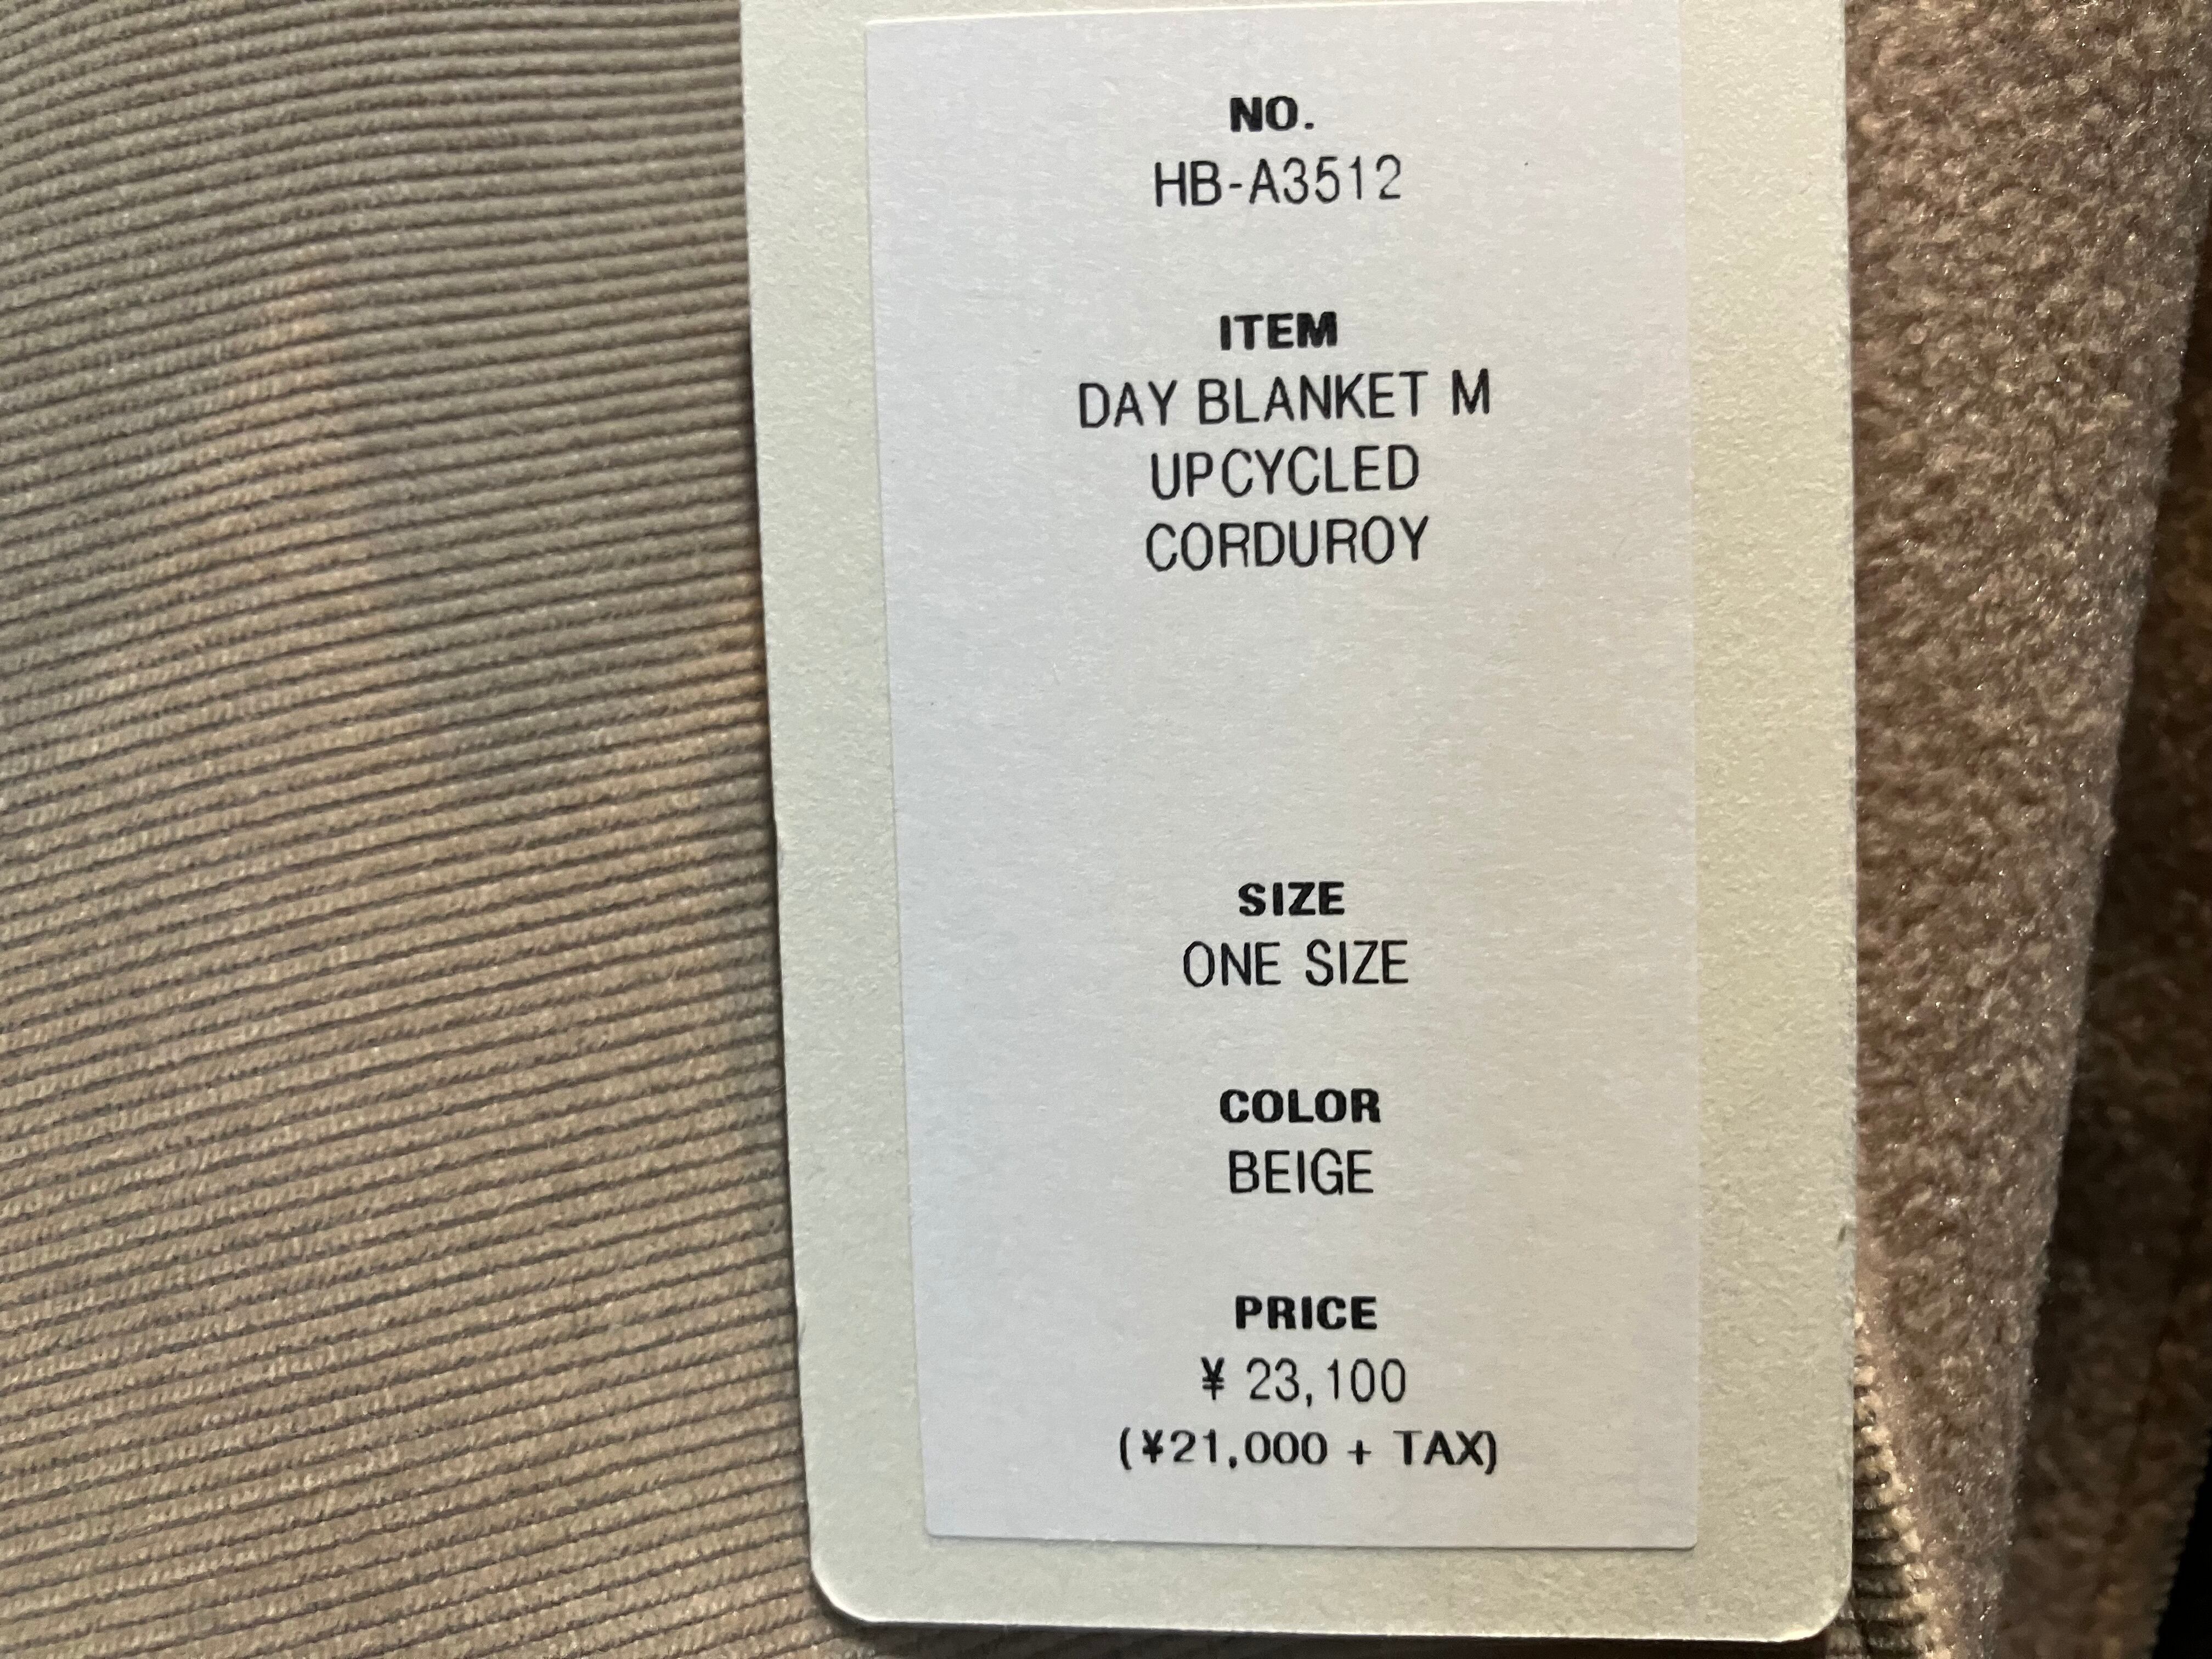 NO.
HB-A3512
ITEM
DAY BLANKET M
UPCYCLED
CORDUROY
SIZE
ONE SIZE
COLOR
BEIGE
PRICE
¥ 23,100
(¥21,000 + TAX)